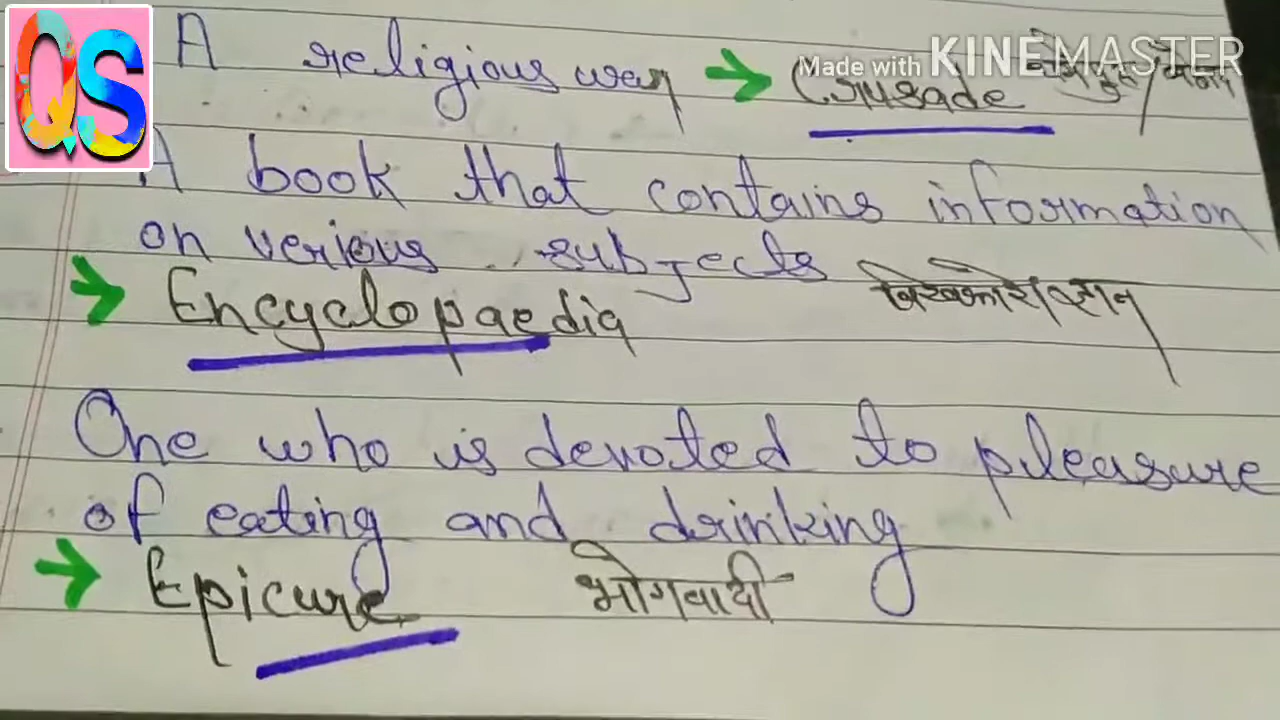 QS
Made with KINEMASTER
A religious war → Crusade
A book that contains information
on verious subjects
→ Encyclopaedia
One who is devoted to pleasure
of eating and drinking
→ Epicure भोगवादी